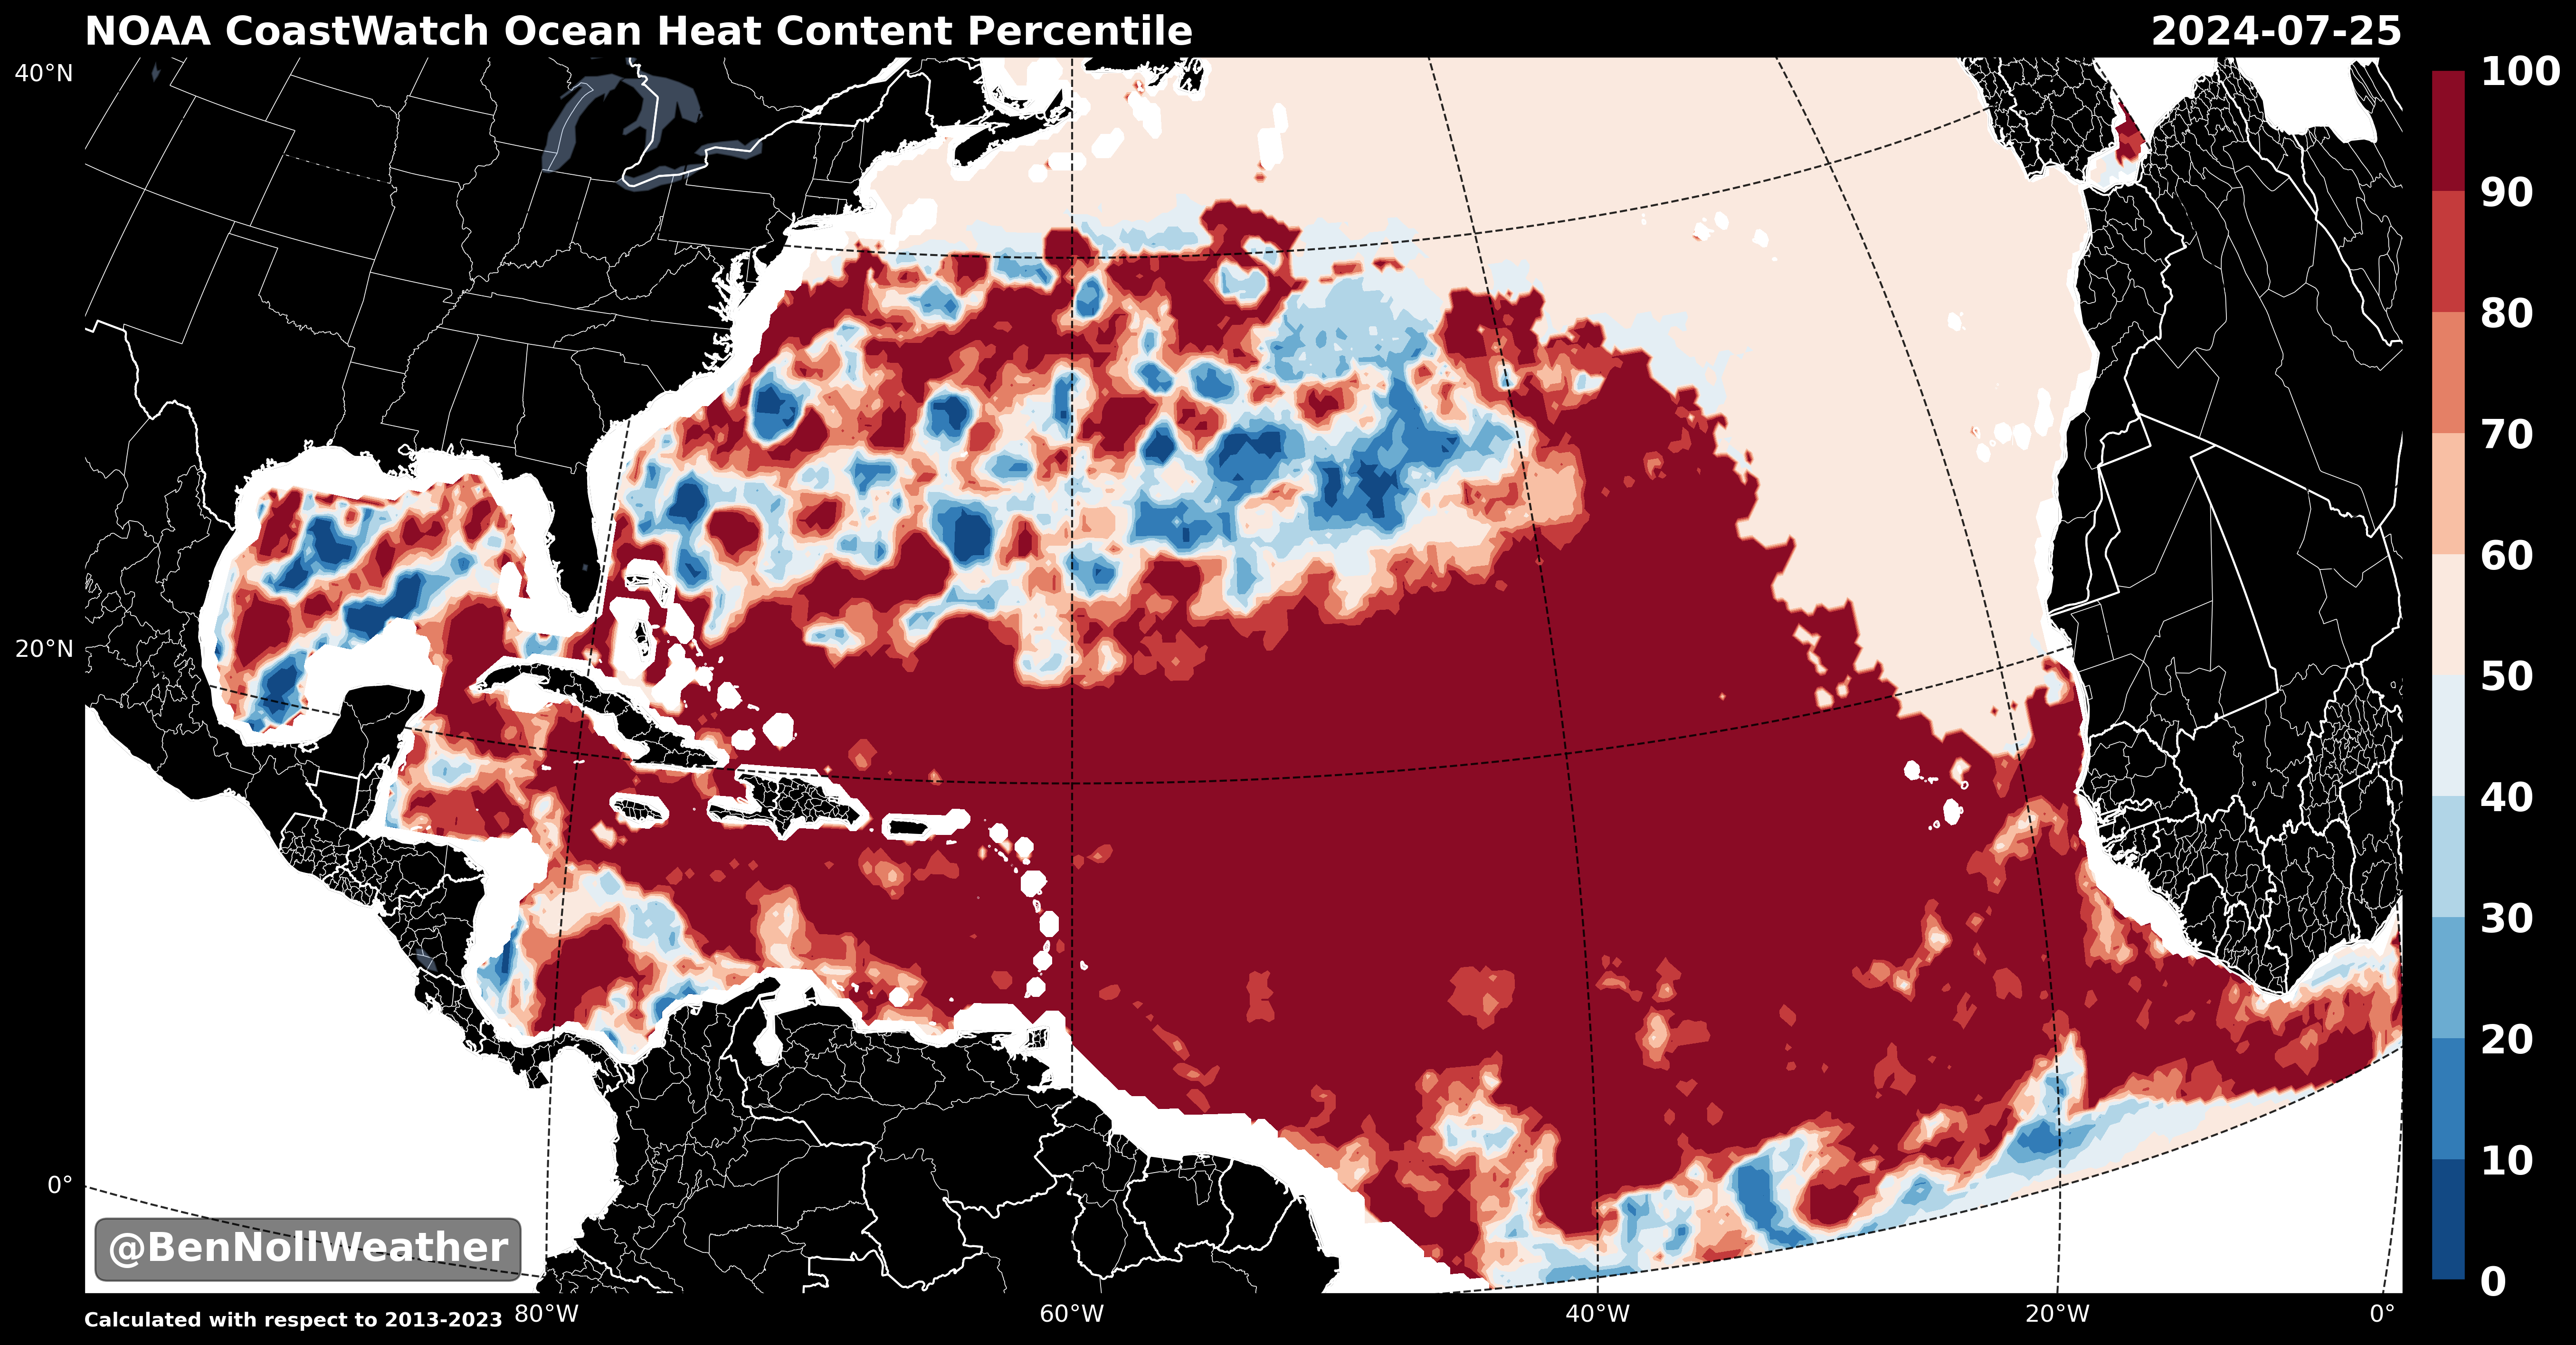 NOAA CoastWatch Ocean Heat Content Percentile
2024-07-25
40°N
20°N
0°
100
90
80
70
60
50
40
30
20
10
0
@BenNollWeather
Calculated with respect to 2013-2023
80°W
60°W
40°W
20°W
0°